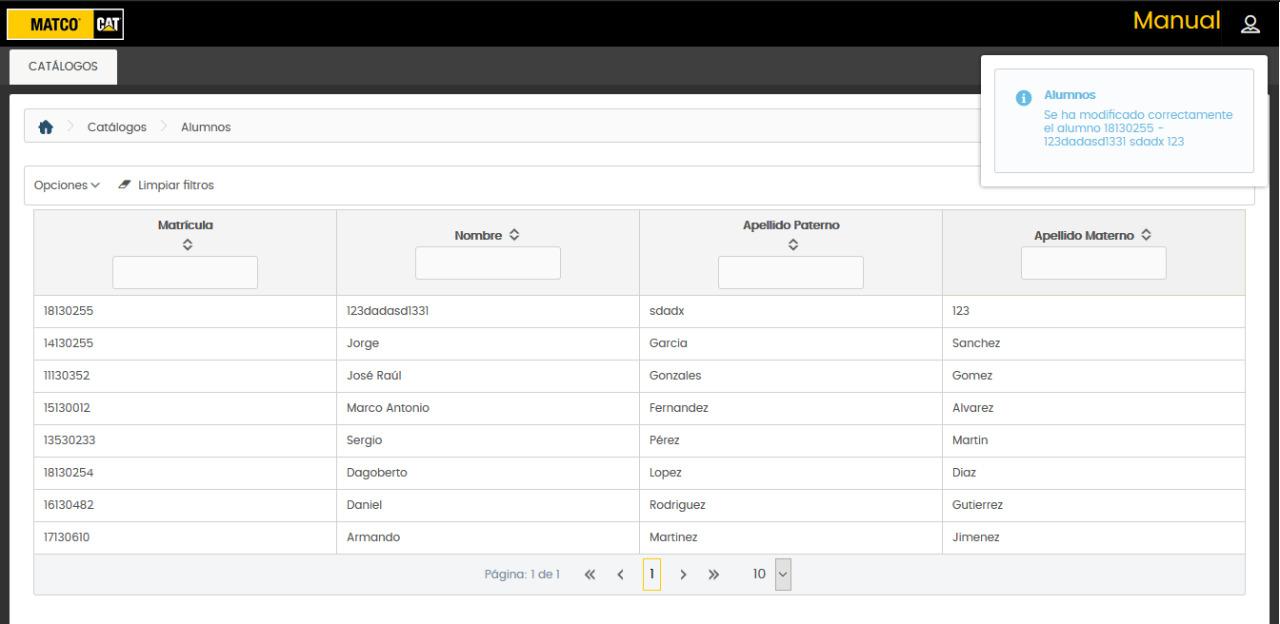 MATCO CAT
Manual
CATÁLOGOS
Alumnos
Se ha modificado correctamente
el alumno 18130255 -
123dadasd1331 sdadx 123
Catálogos Alumnos
Opciones Limpiar filtros
Matrícula Nombre Apellido Paterno Apellido Materno
18130255 123dadasd1331 sdadx 123
14130255 Jorge Garcia Sanchez
11130352 José Raúl Gonzales Gomez
15130012 Marco Antonio Fernandez Alvarez
13530233 Sergio Pérez Martin
18130254 Dagoberto Lopez Diaz
16130482 Daniel Rodriguez Gutierrez
17130610 Armando Martinez Jimenez
Página: 1 de 1 1 10